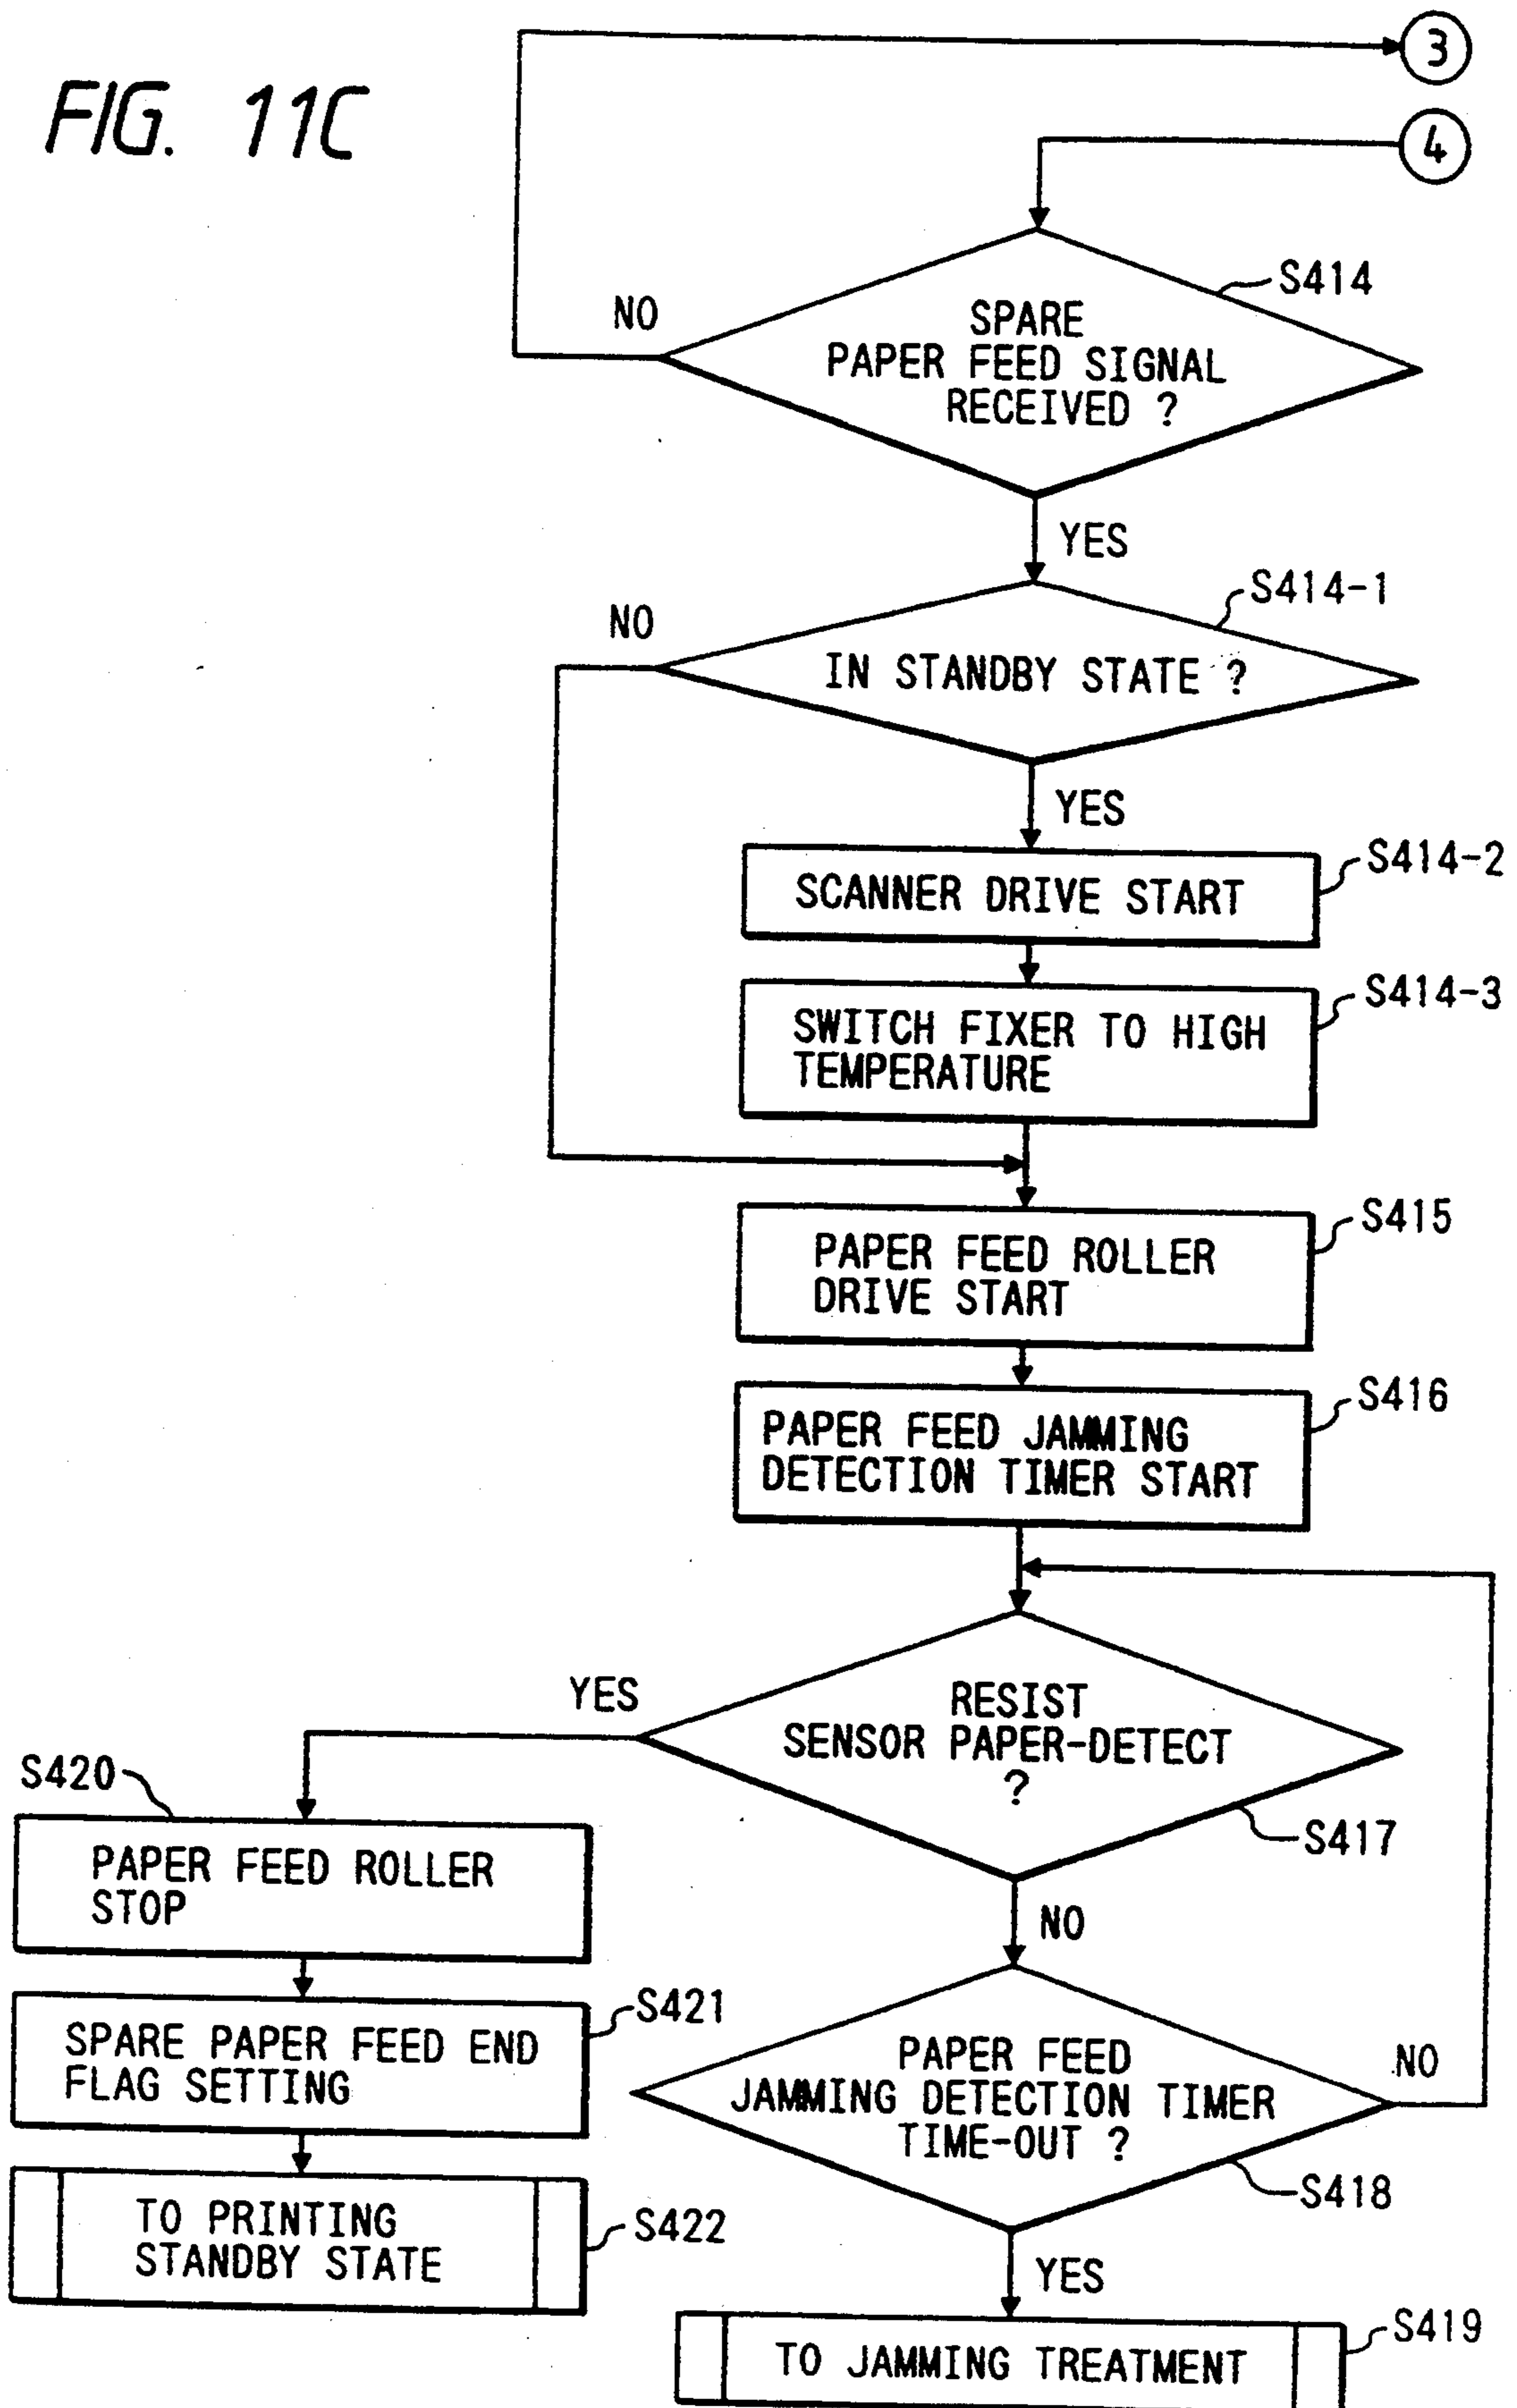 FIG. 11C
3
4
S414
NO
SPARE
PAPER FEED SIGNAL
RECEIVED ?
YES
S414-1
NO
IN STANDBY STATE ?
YES
S414-2
SCANNER DRIVE START
S414-3
SWITCH FIXER TO HIGH
TEMPERATURE
S415
PAPER FEED ROLLER
DRIVE START
S416
PAPER FEED JAMMING
DETECTION TIMER START
YES
RESIST
SENSOR PAPER-DETECT
?
S417
S420
PAPER FEED ROLLER
STOP
NO
S421
SPARE PAPER FEED END
FLAG SETTING
PAPER FEED
JAMMING DETECTION TIMER
TIME-OUT ?
NO
S418
TO PRINTING
STANDBY STATE
S422
YES
S419
TO JAMMING TREATMENT